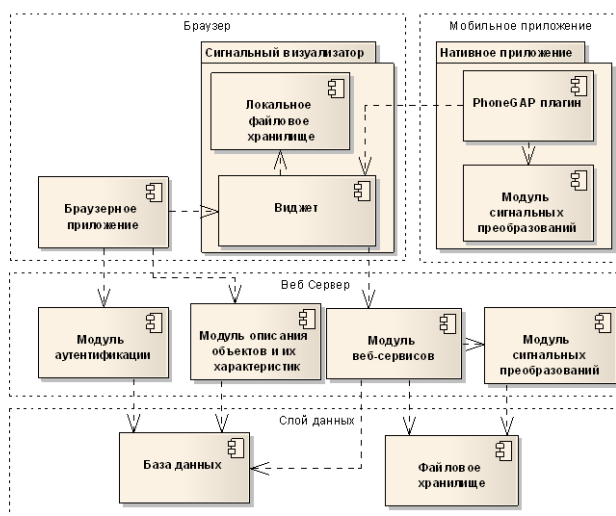 Браузер
Мобильное приложение
Сигнальный визуализатор
Нативное приложение
Локальное
файловое
хранилище
PhoneGAP плагин
Браузерное
приложение
Виджет
Модуль
сигнальных
преобразований
Веб Сервер
Модуль
аутентификации
Модуль описания
объектов и их
характеристик
Модуль
веб-сервисов
Модуль
сигнальных
преобразований
Слой данных
База данных
Файловое
хранилище